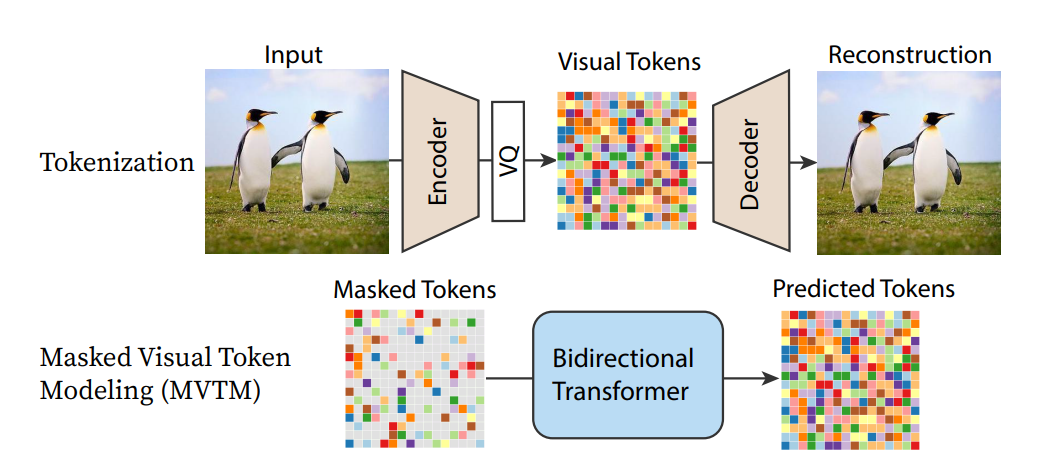 Input
Visual Tokens
Reconstruction
Tokenization
Encoder
VQ
Decoder
Masked Tokens
Predicted Tokens
Masked Visual Token
Modeling (MVTM)
Bidirectional
Transformer